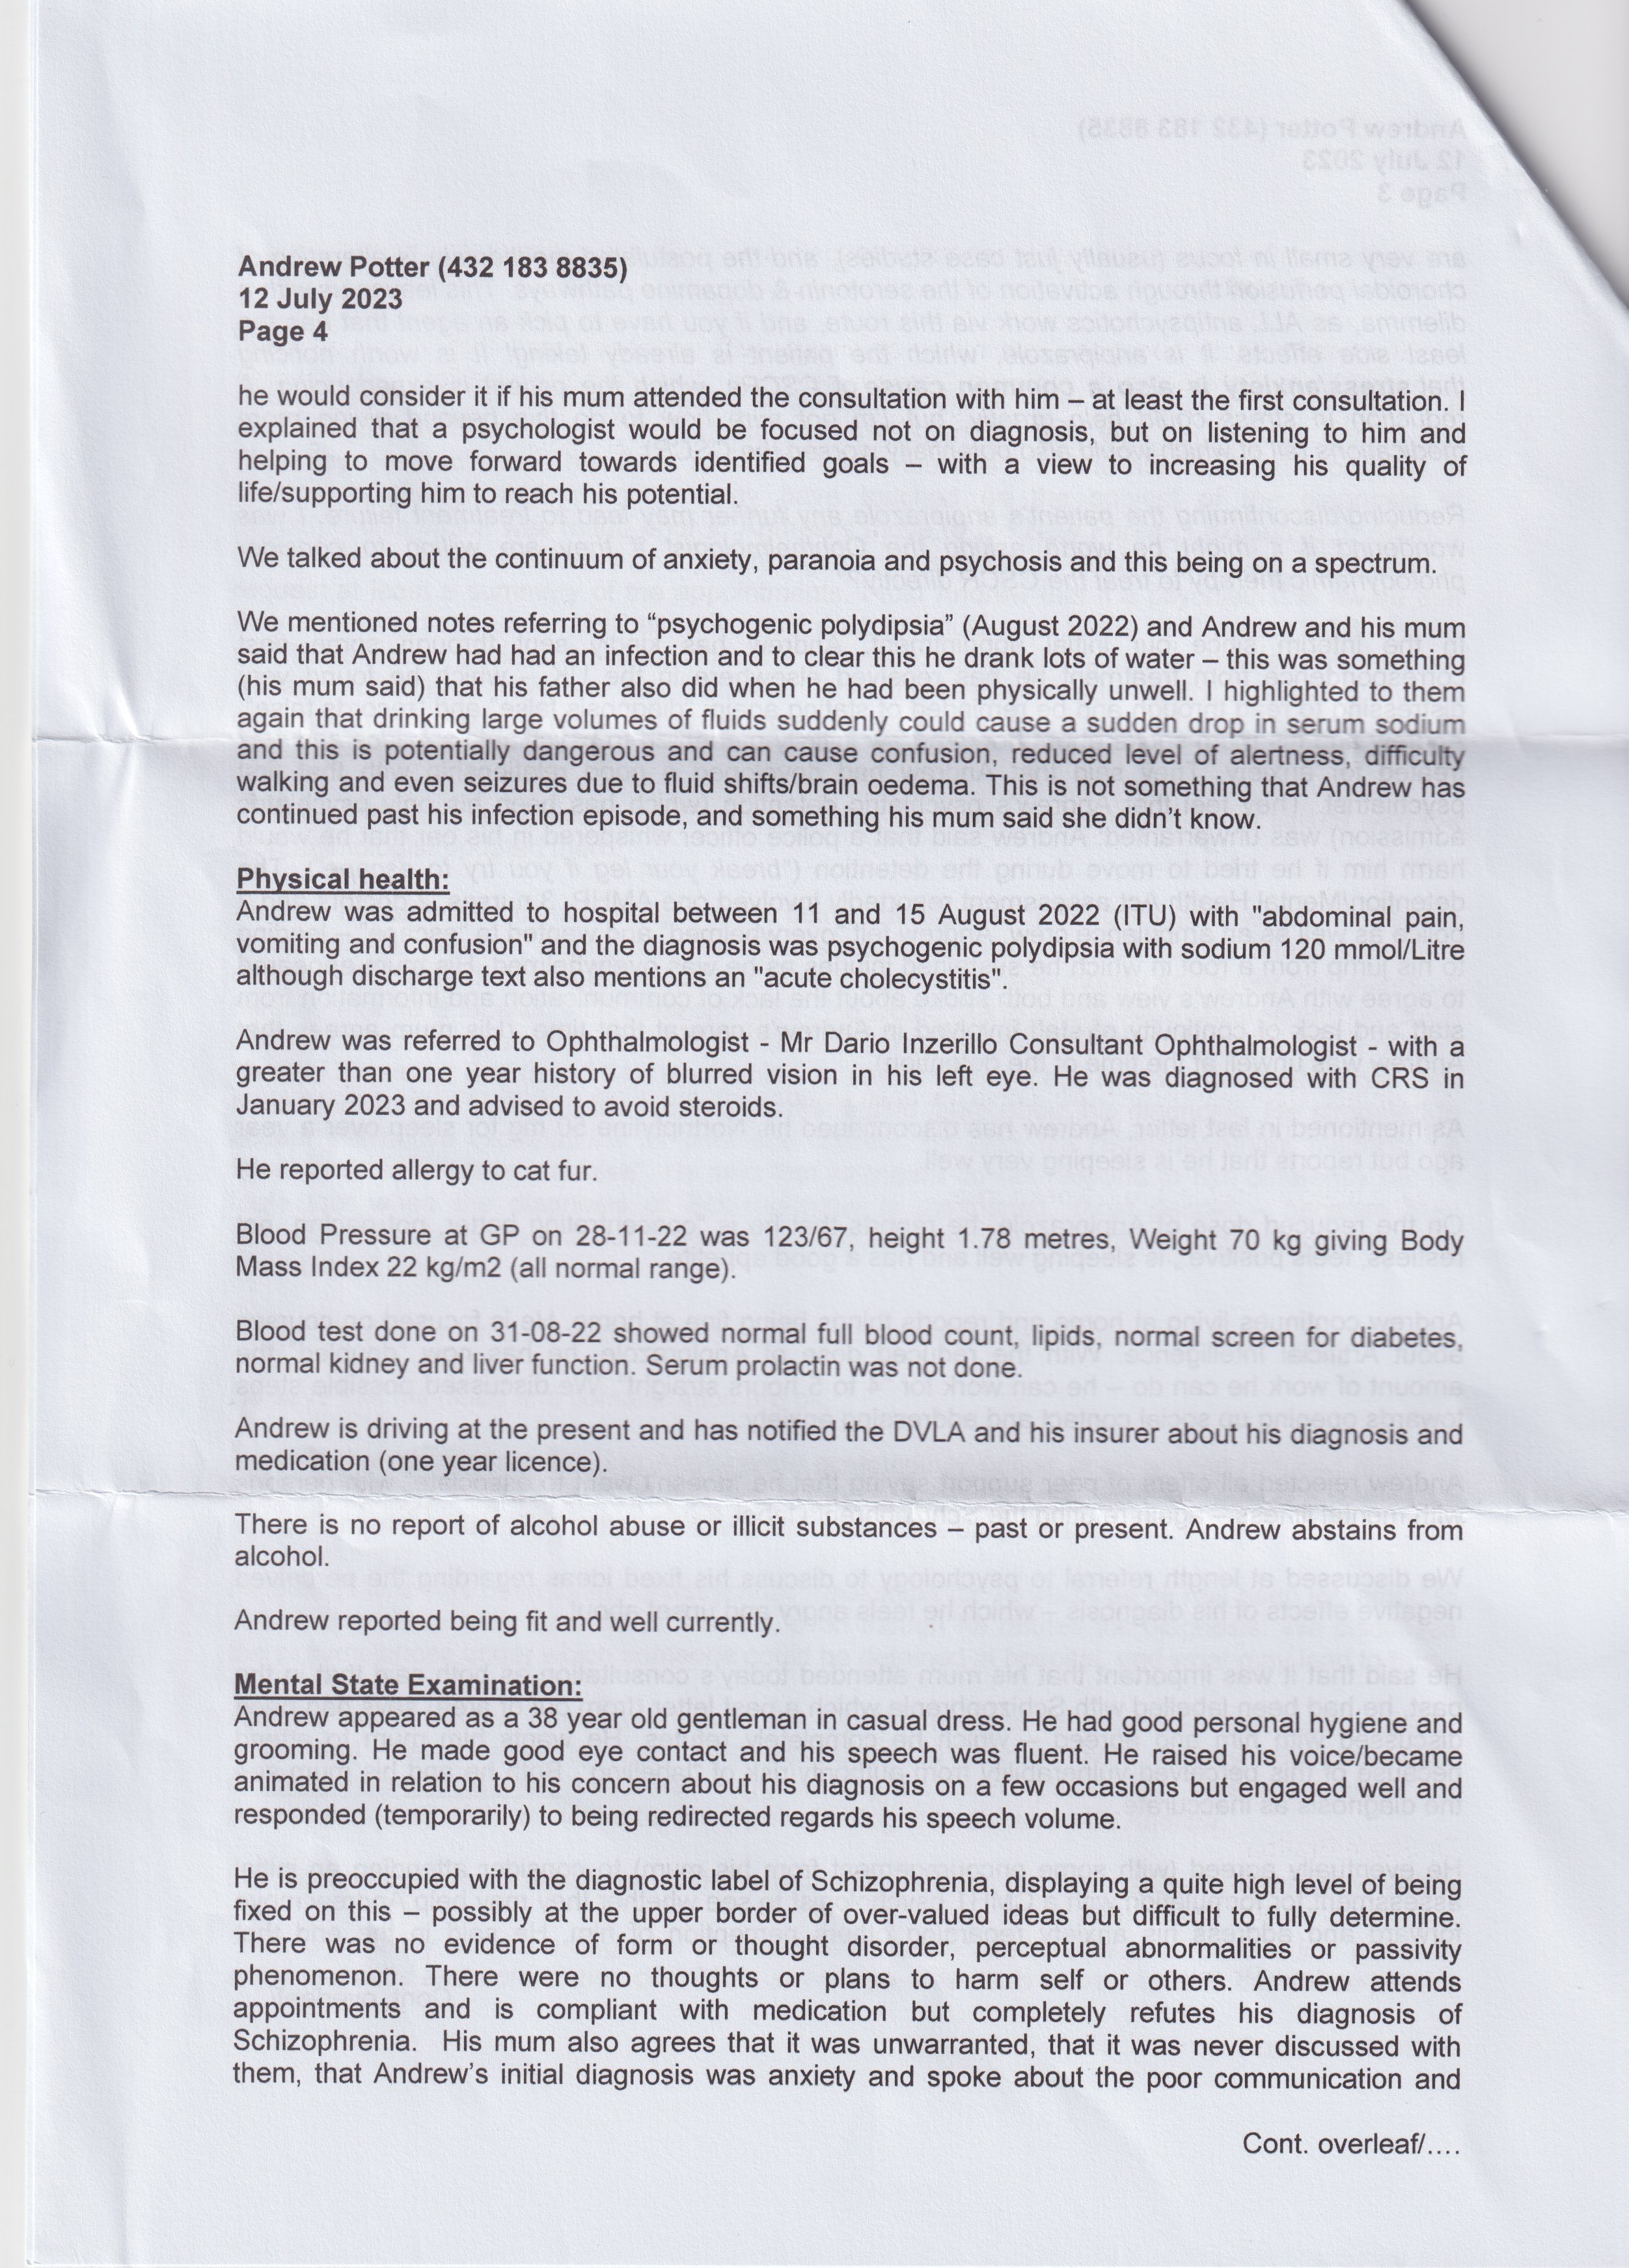 Andrew Potter (432 183 8835)
12 July 2023
Page 4
he would consider it if his mum attended the consultation with him – at least the first consultation. I
explained that a psychologist would be focused not on diagnosis, but on listening to him and
helping to move forward towards identified goals – with a view to increasing his quality of
life/supporting him to reach his potential.
We talked about the continuum of anxiety, paranoia and psychosis and this being on a spectrum.
We mentioned notes referring to “psychogenic polydipsia” (August 2022) and Andrew and his mum
said that Andrew had had an infection and to clear this he drank lots of water – this was something
(his mum said) that his father also did when he had been physically unwell. I highlighted to them
again that drinking large volumes of fluids suddenly could cause a sudden drop in serum sodium
and this is potentially dangerous and can cause confusion, reduced level of alertness, difficulty
walking and even seizures due to fluid shifts/brain oedema. This is not something that Andrew has
continued past his infection episode, and something his mum said she didn’t know.
Physical health:
Andrew was admitted to hospital between 11 and 15 August 2022 (ITU) with "abdominal pain,
vomiting and confusion" and the diagnosis was psychogenic polydipsia with sodium 120 mmol/Litre
although discharge text also mentions an "acute cholecystitis".
Andrew was referred to Ophthalmologist - Mr Dario Inzerillo Consultant Ophthalmologist - with a
greater than one year history of blurred vision in his left eye. He was diagnosed with CRS in
January 2023 and advised to avoid steroids.
He reported allergy to cat fur.
Blood Pressure at GP on 28-11-22 was 123/67, height 1.78 metres, Weight 70 kg giving Body
Mass Index 22 kg/m2 (all normal range).
Blood test done on 31-08-22 showed normal full blood count, lipids, normal screen for diabetes,
normal kidney and liver function. Serum prolactin was not done.
Andrew is driving at the present and has notified the DVLA and his insurer about his diagnosis and
medication (one year licence).
There is no report of alcohol abuse or illicit substances – past or present. Andrew abstains from
alcohol.
Andrew reported being fit and well currently.
Mental State Examination:
Andrew appeared as a 38 year old gentleman in casual dress. He had good personal hygiene and
grooming. He made good eye contact and his speech was fluent. He raised his voice/became
animated in relation to his concern about his diagnosis on a few occasions but engaged well and
responded (temporarily) to being redirected regards his speech volume.
He is preoccupied with the diagnostic label of Schizophrenia, displaying a quite high level of being
fixed on this – possibly at the upper border of over-valued ideas but difficult to fully determine.
There was no evidence of form or thought disorder, perceptual abnormalities or passivity
phenomenon. There were no thoughts or plans to harm self or others. Andrew attends
appointments and is compliant with medication but completely refutes his diagnosis of
Schizophrenia. His mum also agrees that it was unwarranted, that it was never discussed with
them, that Andrew’s initial diagnosis was anxiety and spoke about the poor communication and
Cont. overleaf/....